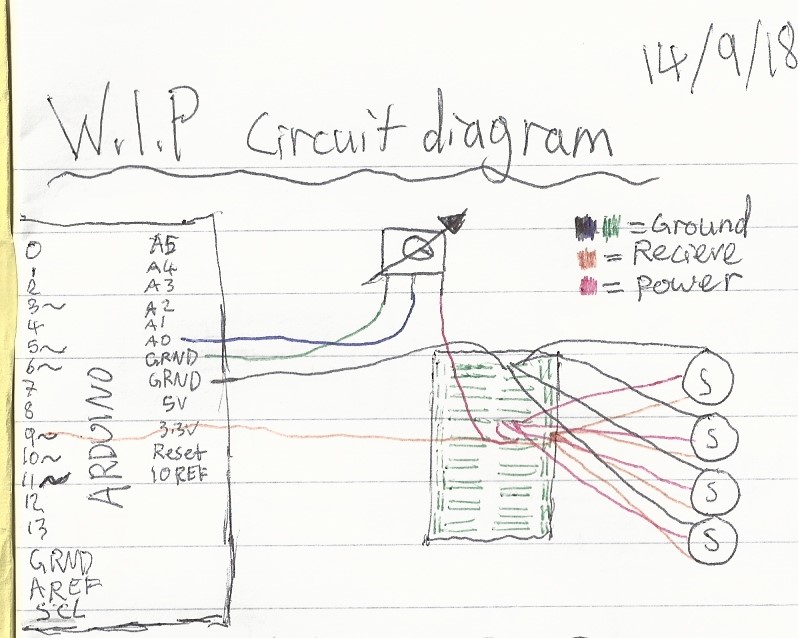 14/9/18
W.I.P Circuit diagram
= Ground
= Recieve
= Power
0
1
2
3~
4
5~
6~
7
8
9~
10~
11~
12
13
GRND
AREF
SCL
ARDUINO
A5
A4
A3
A2
A1
A0
GRND
GRND
5V
3.3V
Reset
IOREF
S
S
S
S